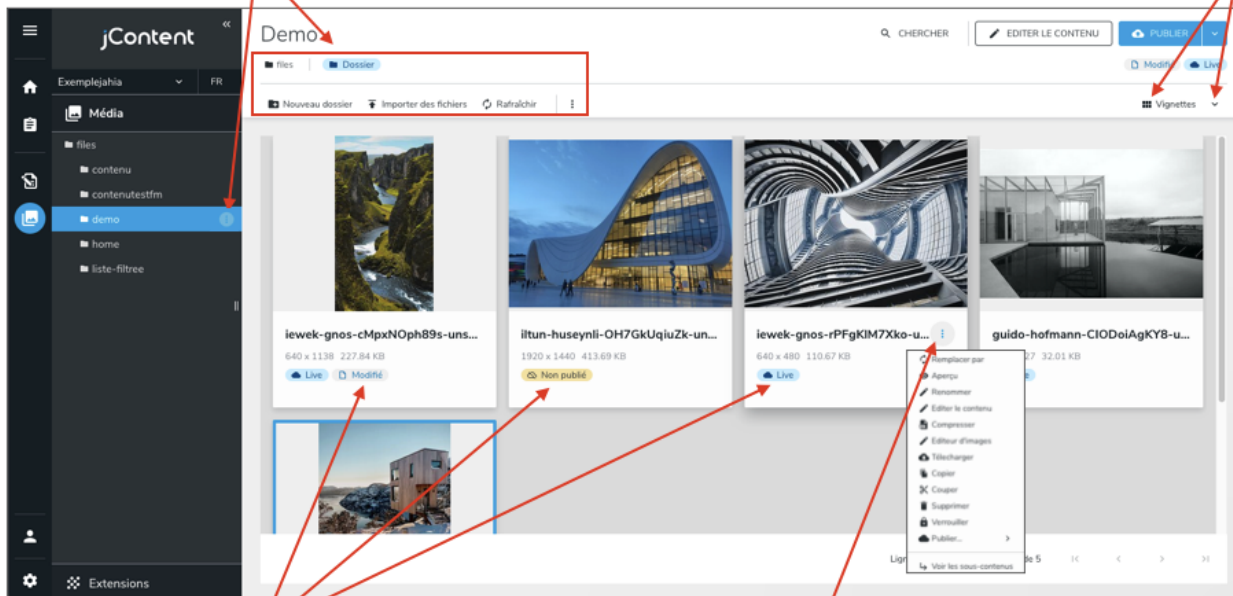 jContent
«
Exemplejahia
FR
Média
files
contenu
contenutestfm
demo
home
liste-filtree
Extensions
Demo
CHERCHER
EDITER LE CONTENU
PUBLIER
files
Dossier
Modifié
Live
Nouveau dossier
Importer des fichiers
Rafraîchir
Vignettes
iewek-gnos-cMpxNOph89s-uns...
640 x 1138 227.84 KB
Live
Modifié
iltun-huseynli-OH7GkUqiuZk-un...
1920 x 1440 413.69 KB
Non publié
iewek-gnos-rPFgKIM7Xko-u...
640 x 480 110.67 KB
Live
guido-hofmann-CIODoiAgKY8-u...
27 32.01 KB
Remplacer par
Aperçu
Renommer
Editer le contenu
Compresser
Editeur d'images
Télécharger
Copier
Couper
Supprimer
Verrouiller
Publier...
Voir les sous-contenus
de 5